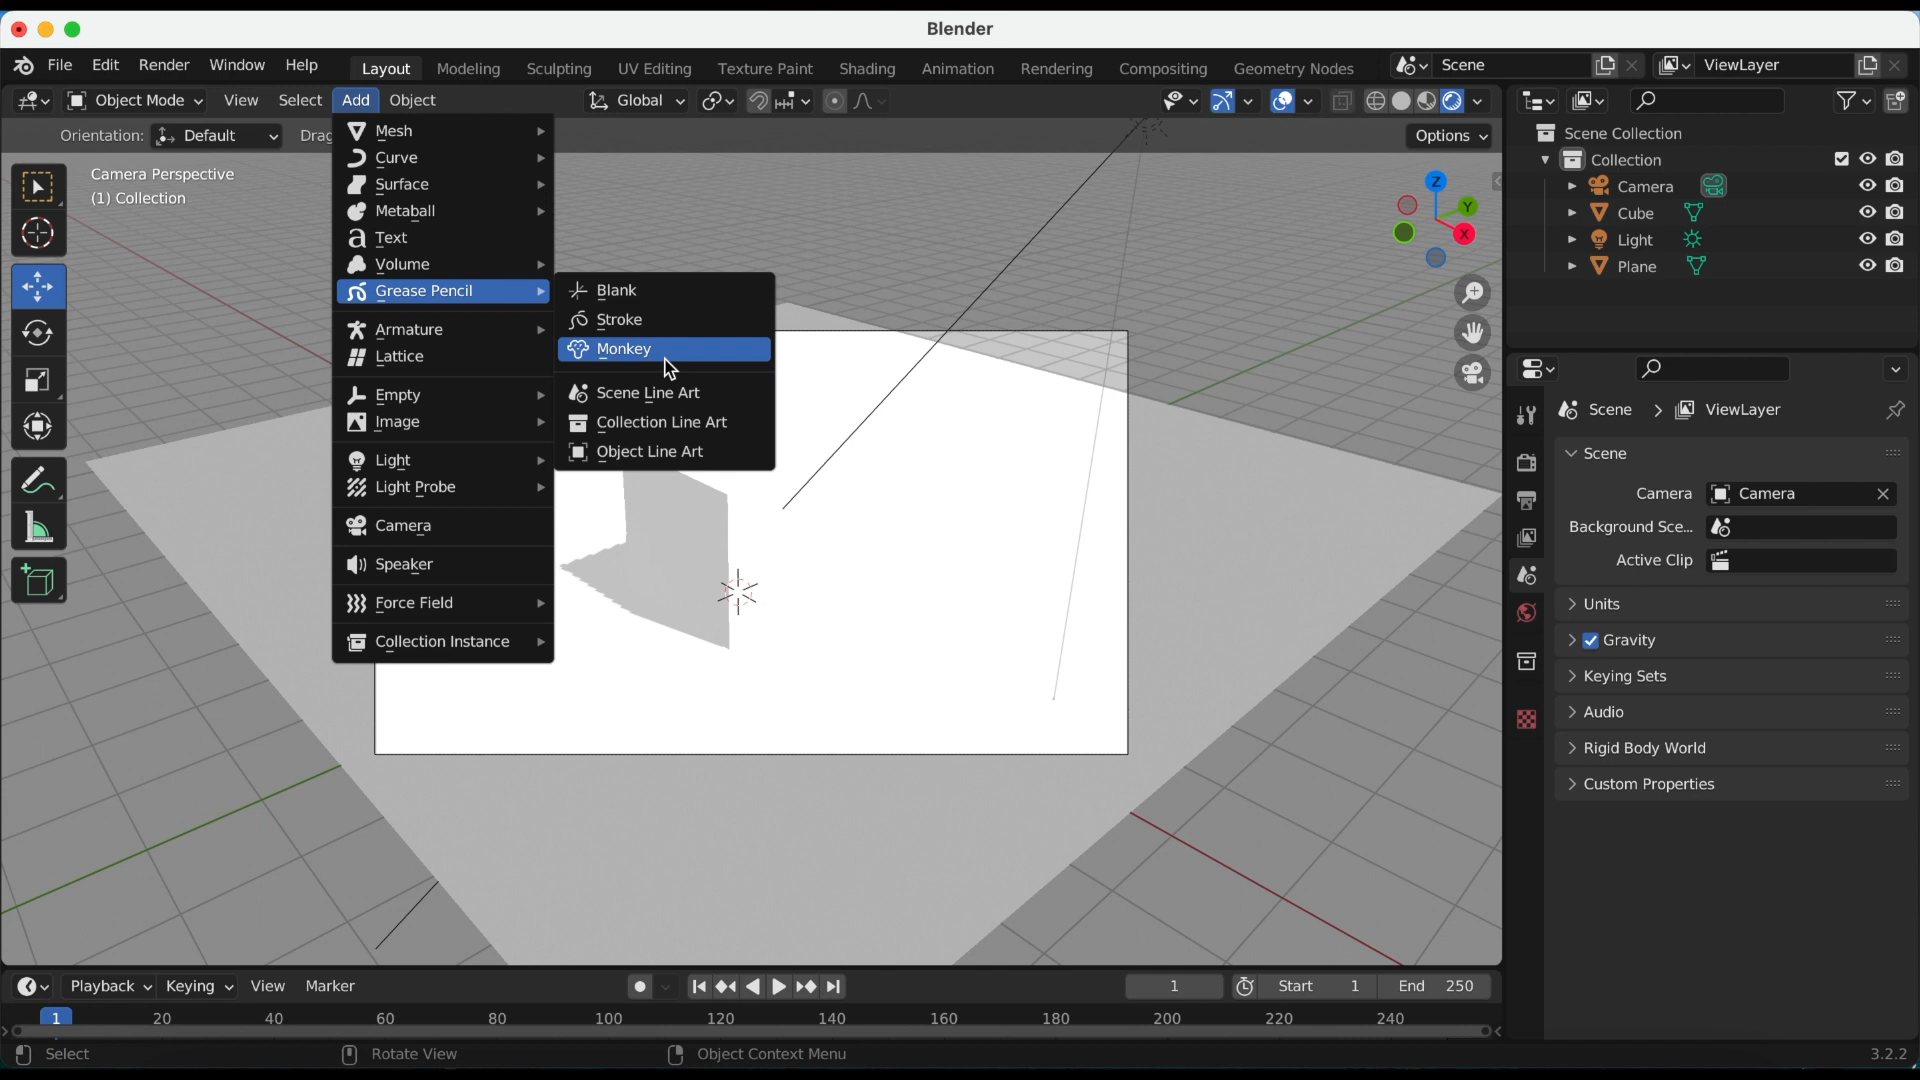 Blender
File Edit Render Window Help Layout Modeling Sculpting UV Editing Texture Paint Shading Animation Rendering Compositing Geometry Nodes Scene ViewLayer
Object Mode View Select Add Object Global
Orientation: Default Drag Options
Camera Perspective
(1) Collection
Mesh
Curve
Surface
Metaball
Text
Volume
Grease Pencil
Armature
Lattice
Empty
Image
Light
Light Probe
Camera
Speaker
Force Field
Collection Instance
Blank
Stroke
Monkey
Scene Line Art
Collection Line Art
Object Line Art
Z
Y
X
Scene Collection
Collection
Camera
Cube
Light
Plane
Scene > ViewLayer
Scene
Camera Camera
Background Sce...
Active Clip
Units
Gravity
Keying Sets
Audio
Rigid Body World
Custom Properties
Playback Keying View Marker 1 Start 1 End 250
1 20 40 60 80 100 120 140 160 180 200 220 240
Select Rotate View Object Context Menu 3.2.2